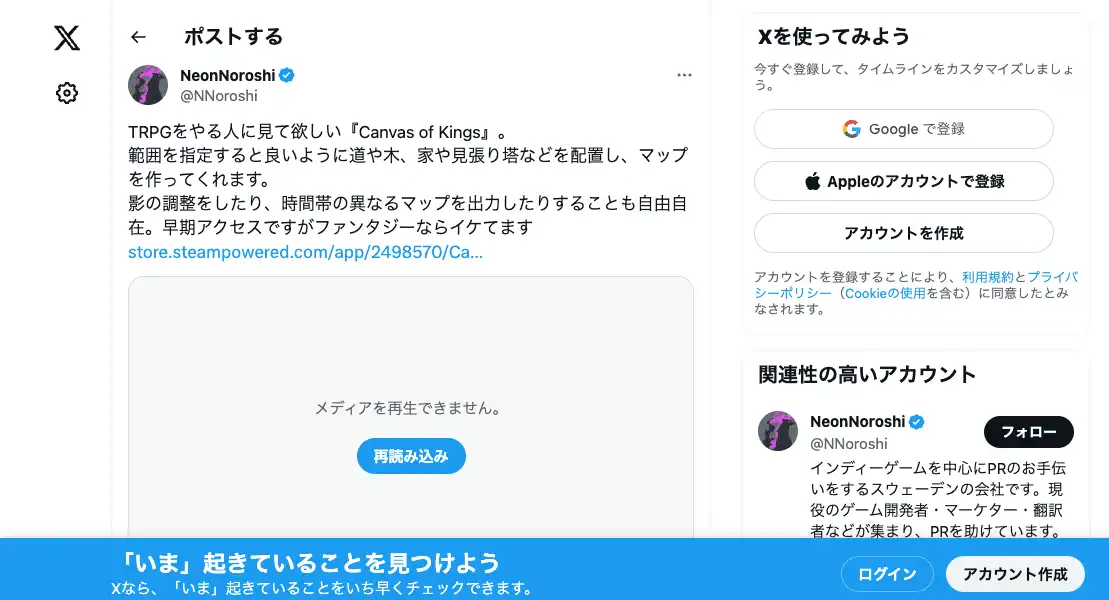 ポストする
NeonNoroshi
@NNoroshi
TRPGをやる人に見て欲しい『Canvas of Kings』。
範囲を指定すると良いように道や木、家や見張り塔などを配置し、マップ
を作ってくれます。
影の調整をしたり、時間帯の異なるマップを出力したりすることも自由自
在。早期アクセスですがファンタジーならイケてます
store.steampowered.com/app/2498570/Ca...
メディアを再生できません。
再読み込み
Xを使ってみよう
今すぐ登録して、タイムラインをカスタマイズしましょ
う。
Google で登録
Appleのアカウントで登録
アカウントを作成
アカウントを登録することにより、利用規約とプライバ
シーポリシー（Cookieの使用を含む）に同意したとみ
なされます。
関連性の高いアカウント
NeonNoroshi
@NNoroshi
フォロー
インディーゲームを中心にPRのお手伝
いをするスウェーデンの会社です。現
役のゲーム開発者・マーケター・翻訳
者などが集まり、PRを助けています。
「いま」起きていることを見つけよう
Xなら、「いま」起きていることをいち早くチェックできます。
ログイン
アカウント作成